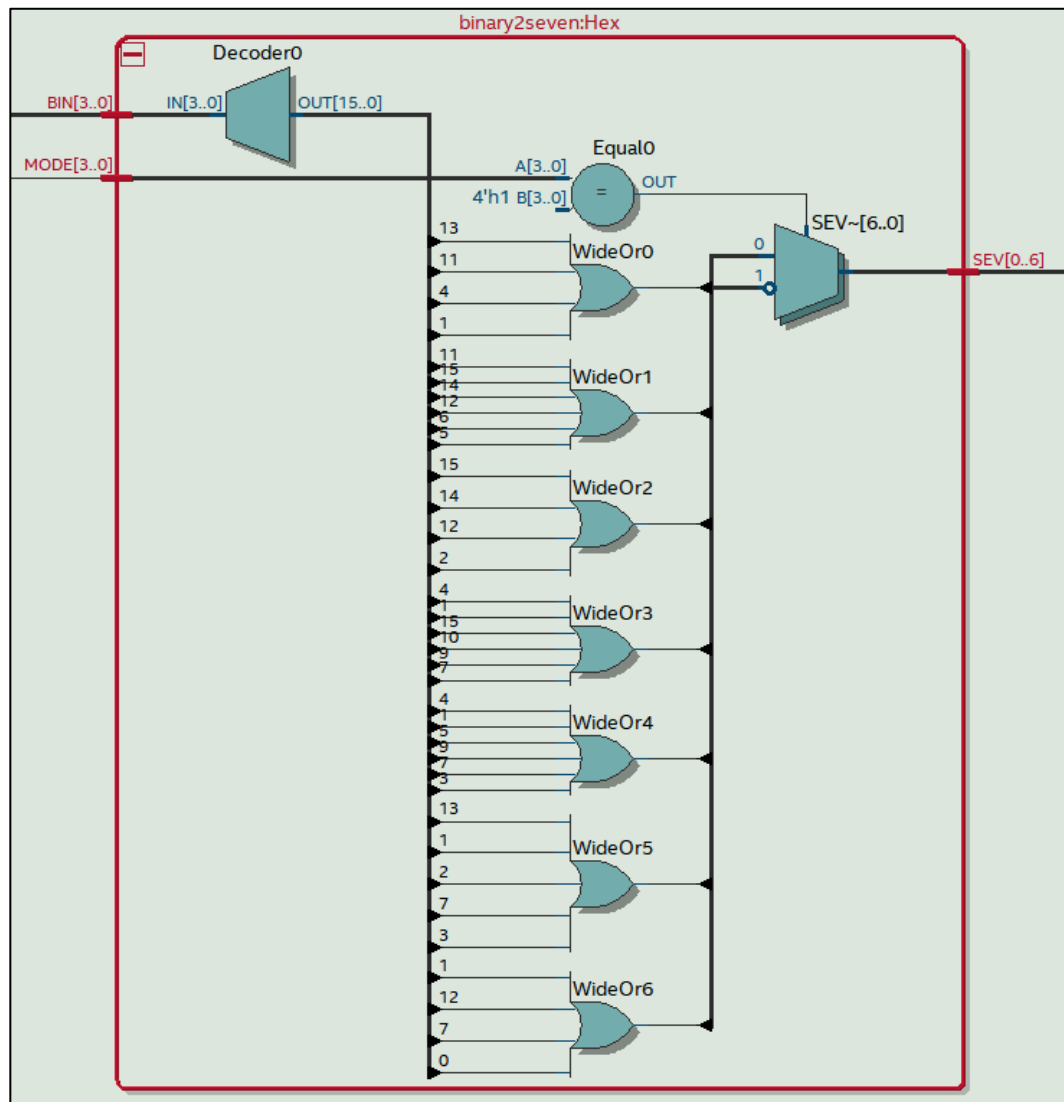 binary2seven:Hex
Decoder0
BIN[3..0]
IN[3..0]
OUT[15..0]
MODE[3..0]
Equal0
A[3..0]
OUT
4'h1 B[3..0]
=
SEV~[6..0]
0
1
SEV[0..6]
13
WideOr0
11
4
1
11
15
WideOr1
14
12
6
5
15
WideOr2
14
12
2
4
1
WideOr3
15
10
9
7
4
1
WideOr4
5
9
7
3
13
WideOr5
1
2
7
3
1
WideOr6
12
7
0